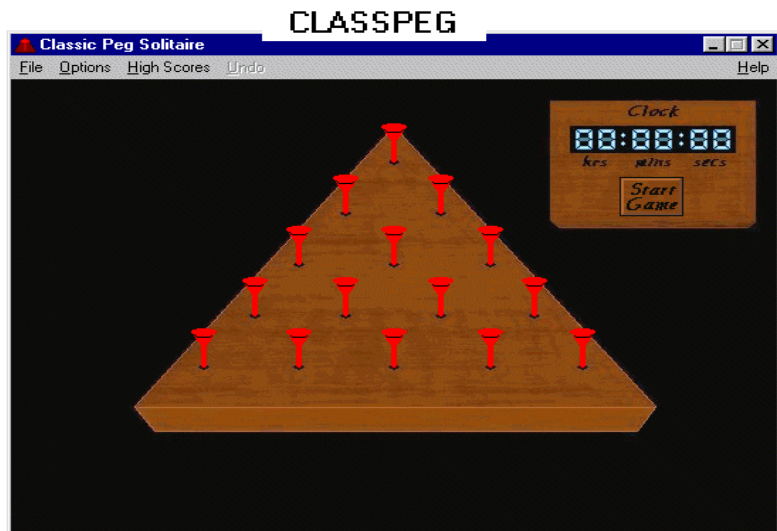 CLASSPEG
Classic Peg Solitaire
File Options High Scores Undo Help
Clock
88:88:88
hrs mins secs
Start
Game